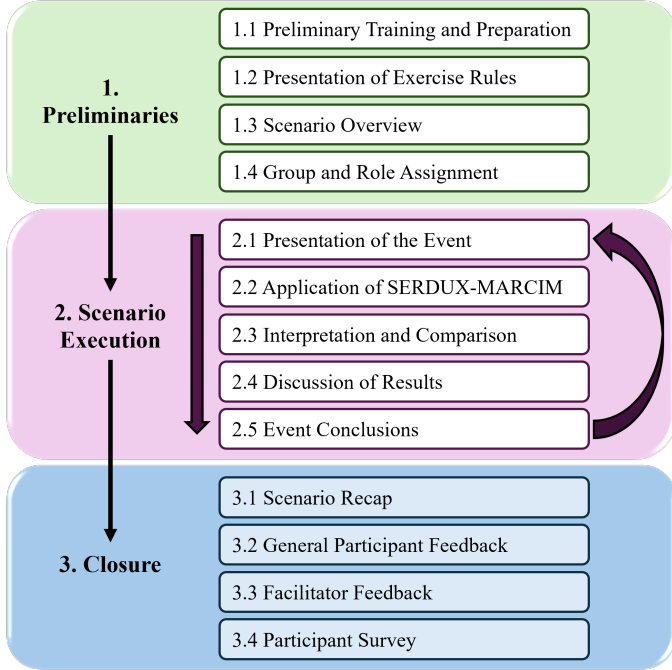 1.
Preliminaries
1.1 Preliminary Training and Preparation
1.2 Presentation of Exercise Rules
1.3 Scenario Overview
1.4 Group and Role Assignment
2. Scenario
Execution
2.1 Presentation of the Event
2.2 Application of SERDUX-MARCIM
2.3 Interpretation and Comparison
2.4 Discussion of Results
2.5 Event Conclusions
3. Closure
3.1 Scenario Recap
3.2 General Participant Feedback
3.3 Facilitator Feedback
3.4 Participant Survey